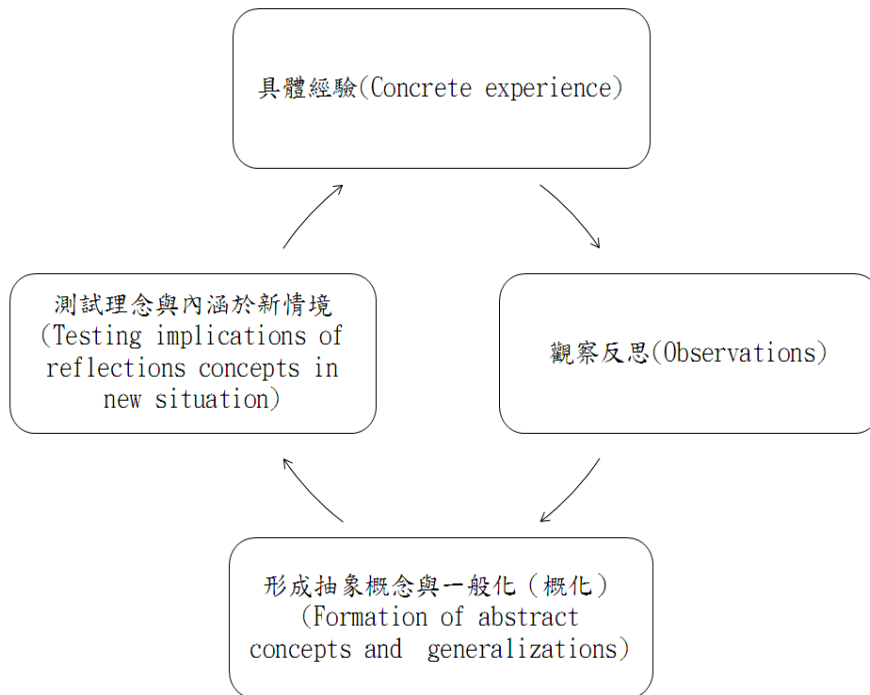 具體經驗(Concrete experience)
測試理念與內涵於新情境
(Testing implications of
reflections concepts in
new situation)
觀察反思(Observations)
形成抽象概念與一般化（概化）
(Formation of abstract
concepts and  generalizations)